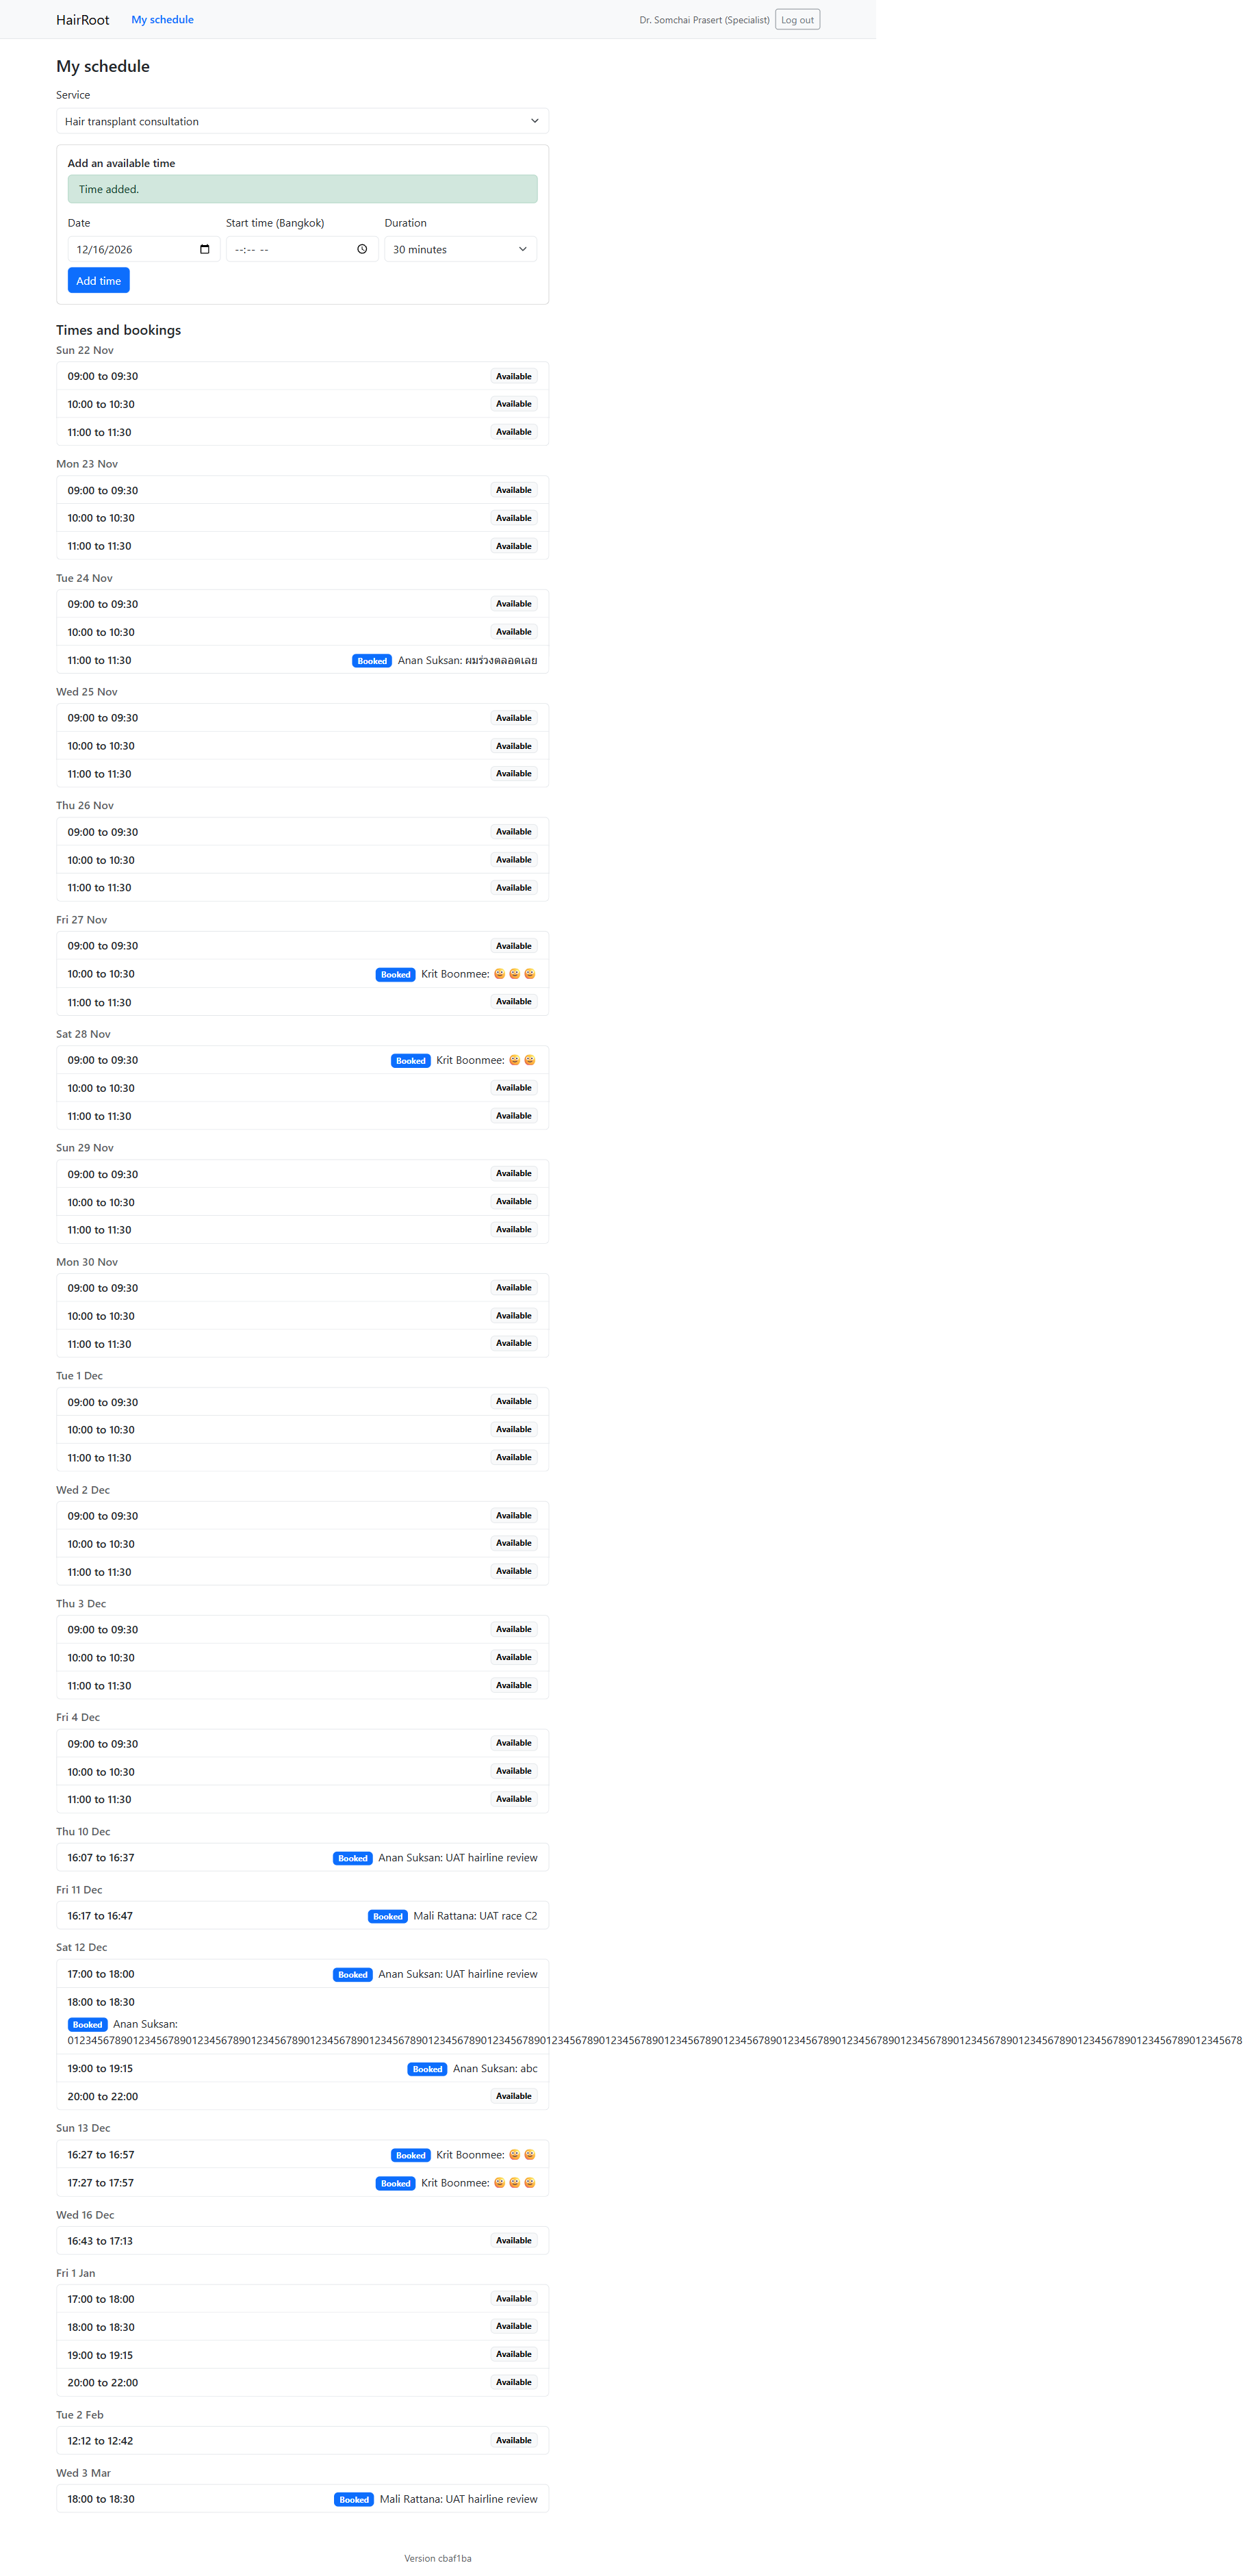 HairRoot My schedule Dr. Somchai Prasert (Specialist) Log out
My schedule
Service
Hair transplant consultation
Add an available time
Time added.
Date Start time (Bangkok) Duration
12/16/2026 --:-- -- 30 minutes
Add time
Times and bookings
Sun 22 Nov
09:00 to 09:30 Available
10:00 to 10:30 Available
11:00 to 11:30 Available
Mon 23 Nov
09:00 to 09:30 Available
10:00 to 10:30 Available
11:00 to 11:30 Available
Tue 24 Nov
09:00 to 09:30 Available
10:00 to 10:30 Available
11:00 to 11:30 Booked Anan Suksan: ผมร่วงตลอดเลย
Wed 25 Nov
09:00 to 09:30 Available
10:00 to 10:30 Available
11:00 to 11:30 Available
Thu 26 Nov
09:00 to 09:30 Available
10:00 to 10:30 Available
11:00 to 11:30 Available
Fri 27 Nov
09:00 to 09:30 Available
10:00 to 10:30 Booked Krit Boonmee:
11:00 to 11:30 Available
Sat 28 Nov
09:00 to 09:30 Booked Krit Boonmee:
10:00 to 10:30 Available
11:00 to 11:30 Available
Sun 29 Nov
09:00 to 09:30 Available
10:00 to 10:30 Available
11:00 to 11:30 Available
Mon 30 Nov
09:00 to 09:30 Available
10:00 to 10:30 Available
11:00 to 11:30 Available
Tue 1 Dec
09:00 to 09:30 Available
10:00 to 10:30 Available
11:00 to 11:30 Available
Wed 2 Dec
09:00 to 09:30 Available
10:00 to 10:30 Available
11:00 to 11:30 Available
Thu 3 Dec
09:00 to 09:30 Available
10:00 to 10:30 Available
11:00 to 11:30 Available
Fri 4 Dec
09:00 to 09:30 Available
10:00 to 10:30 Available
11:00 to 11:30 Available
Thu 10 Dec
16:07 to 16:37 Booked Anan Suksan: UAT hairline review
Fri 11 Dec
16:17 to 16:47 Booked Mali Rattana: UAT race C2
Sat 12 Dec
17:00 to 18:00 Booked Anan Suksan: UAT hairline review
18:00 to 18:30
Booked Anan Suksan:
01234567890123456789012345678901234567890123456789012345678901234567890123456789012345678901234567890123456789012345678901234567890123456789012345678901234567890123456789012345678901234567890123456789012345678
19:00 to 19:15 Booked Anan Suksan: abc
20:00 to 22:00 Available
Sun 13 Dec
16:27 to 16:57 Booked Krit Boonmee:
17:27 to 17:57 Booked Krit Boonmee:
Wed 16 Dec
16:43 to 17:13 Available
Fri 1 Jan
17:00 to 18:00 Available
18:00 to 18:30 Available
19:00 to 19:15 Available
20:00 to 22:00 Available
Tue 2 Feb
12:12 to 12:42 Available
Wed 3 Mar
18:00 to 18:30 Booked Mali Rattana: UAT hairline review
Version cbaf1ba